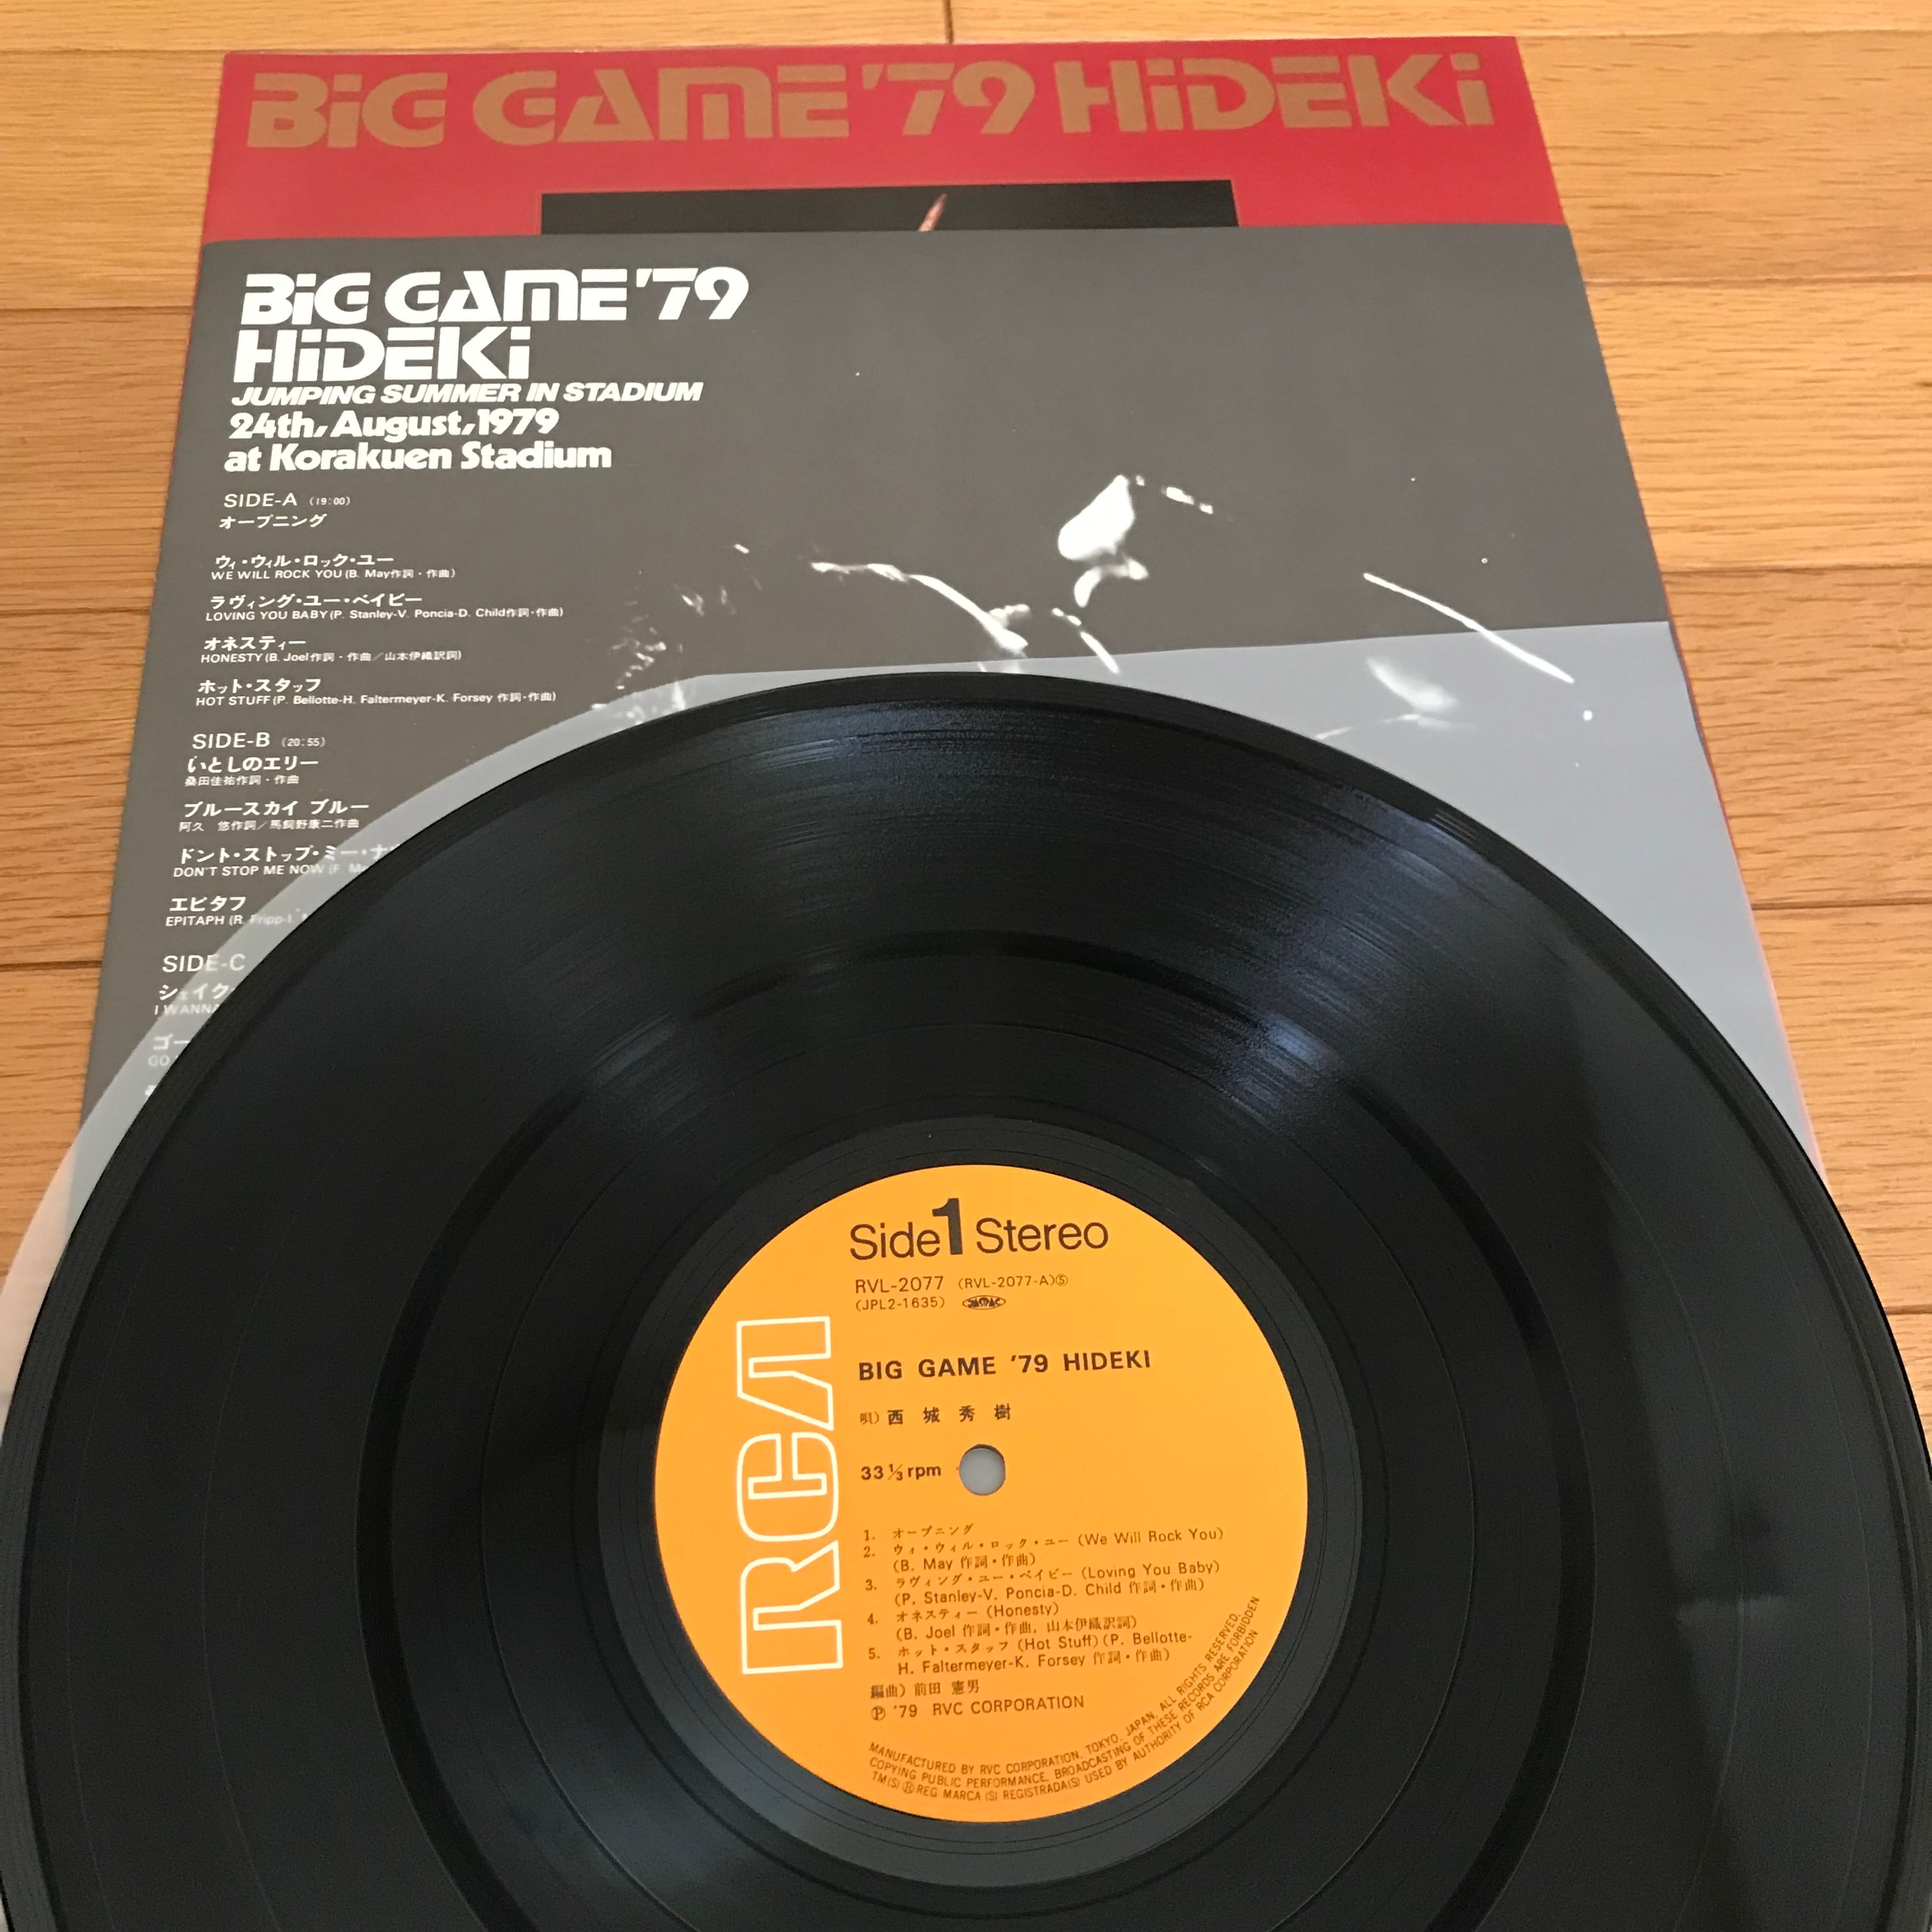 BiG GAME'79 HiDEKi
BiG GAME'79
HiDEKi
JUMPING SUMMER IN STADIUM
24th, August, 1979
at Korakuen Stadium
SIDE-A (19:00)
オープニング
ウィ・ウィル・ロック・ユー
WE WILL ROCK YOU (B. May作詞・作曲)
ラヴィング・ユー・ベイビー
LOVING YOU BABY (P. Stanley-V. Poncia-D. Child作詞・作曲)
オネスティー
HONESTY (B. Joel作詞・作曲/山本伊織訳詞)
ホット・スタッフ
HOT STUFF (P. Bellotte-H. Faltermeyer-K. Forsey 作詞・作曲)
SIDE-B (20:55)
いとしのエリー
桑田佳祐作詞・作曲
ブルースカイ ブルー
阿久 悠作詞/馬飼野康二作曲
ドント・ストップ・ミー・ナ
DON'T STOP ME NOW (F. M
エピタフ
EPITAPH (R. Fripp-I.
SIDE-C
シェイク
I WANNA
ゴー
GO
Side 1 Stereo
RVL-2077 (RVL-2077-A)Ⓢ
(JPL2-1635) JASRAC
RCA
BIG GAME '79 HIDEKI
唄) 西城秀樹
33 1/3 rpm
1. オープニング
2. ウィ・ウィル・ロック・ユー (We Will Rock You)
(B. May 作詞・作曲)
3. ラヴィング・ユー・ベイビー (Loving You Baby)
(P. Stanley-V. Poncia-D. Child 作詞・作曲)
4. オネスティー (Honesty)
(B. Joel 作詞・作曲, 山本伊織訳詞)
5. ホット・スタッフ (Hot Stuff) (P. Bellotte-
H. Faltermeyer-K. Forsey 作詞・作曲)
編曲) 前田 憲男
Ⓟ '79 RVC CORPORATION
MANUFACTURED BY RVC CORPORATION, TOKYO, JAPAN, ALL RIGHTS RESERVED,
COPYING PUBLIC PERFORMANCE, BROADCASTING OF THESE RECORDS ARE FORBIDDEN
TM(S) ® REG MARCA (S) REGISTRADA(S) USED BY AUTHORITY OF RCA CORPORATION